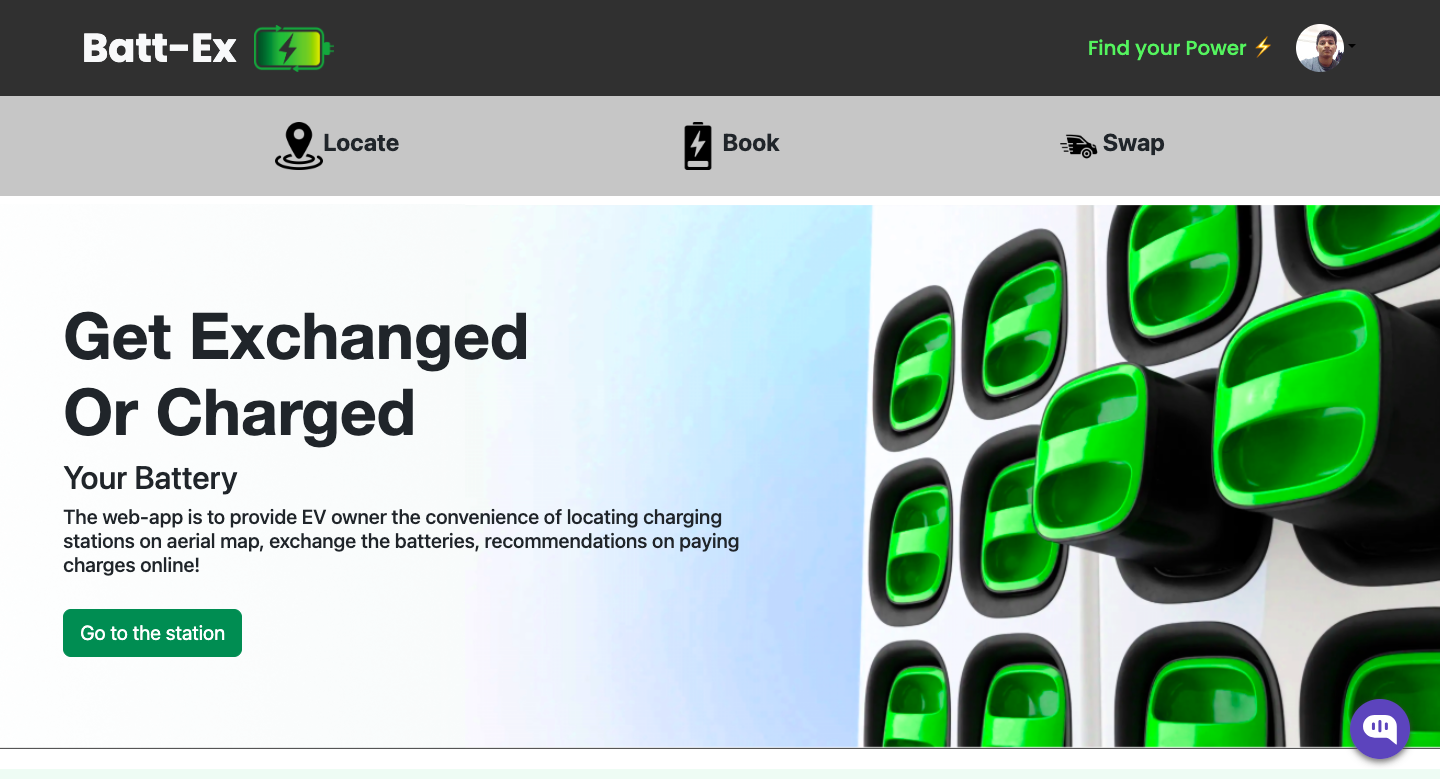 Batt-Ex
Find your Power ⚡
Locate
Book
Swap
Get Exchanged
Or Charged
Your Battery
The web-app is to provide EV owner the convenience of locating charging
stations on aerial map, exchange the batteries, recommendations on paying
charges online!
Go to the station